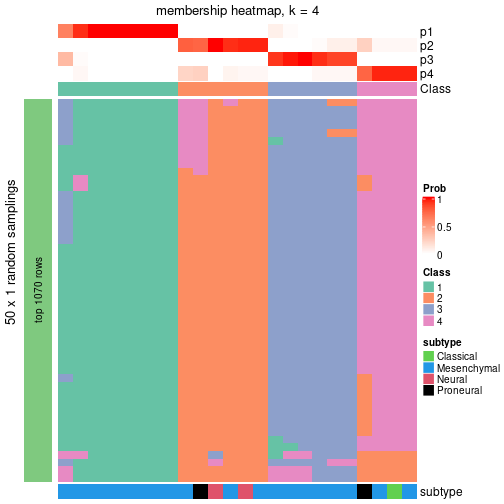 membership heatmap, k = 4
p1
p2
p3
p4
Class
50 x 1 random samplings
top 1070 rows
Prob
1
0.5
0
Class
1
2
3
4
subtype
Classical
Mesenchymal
Neural
Proneural
subtype